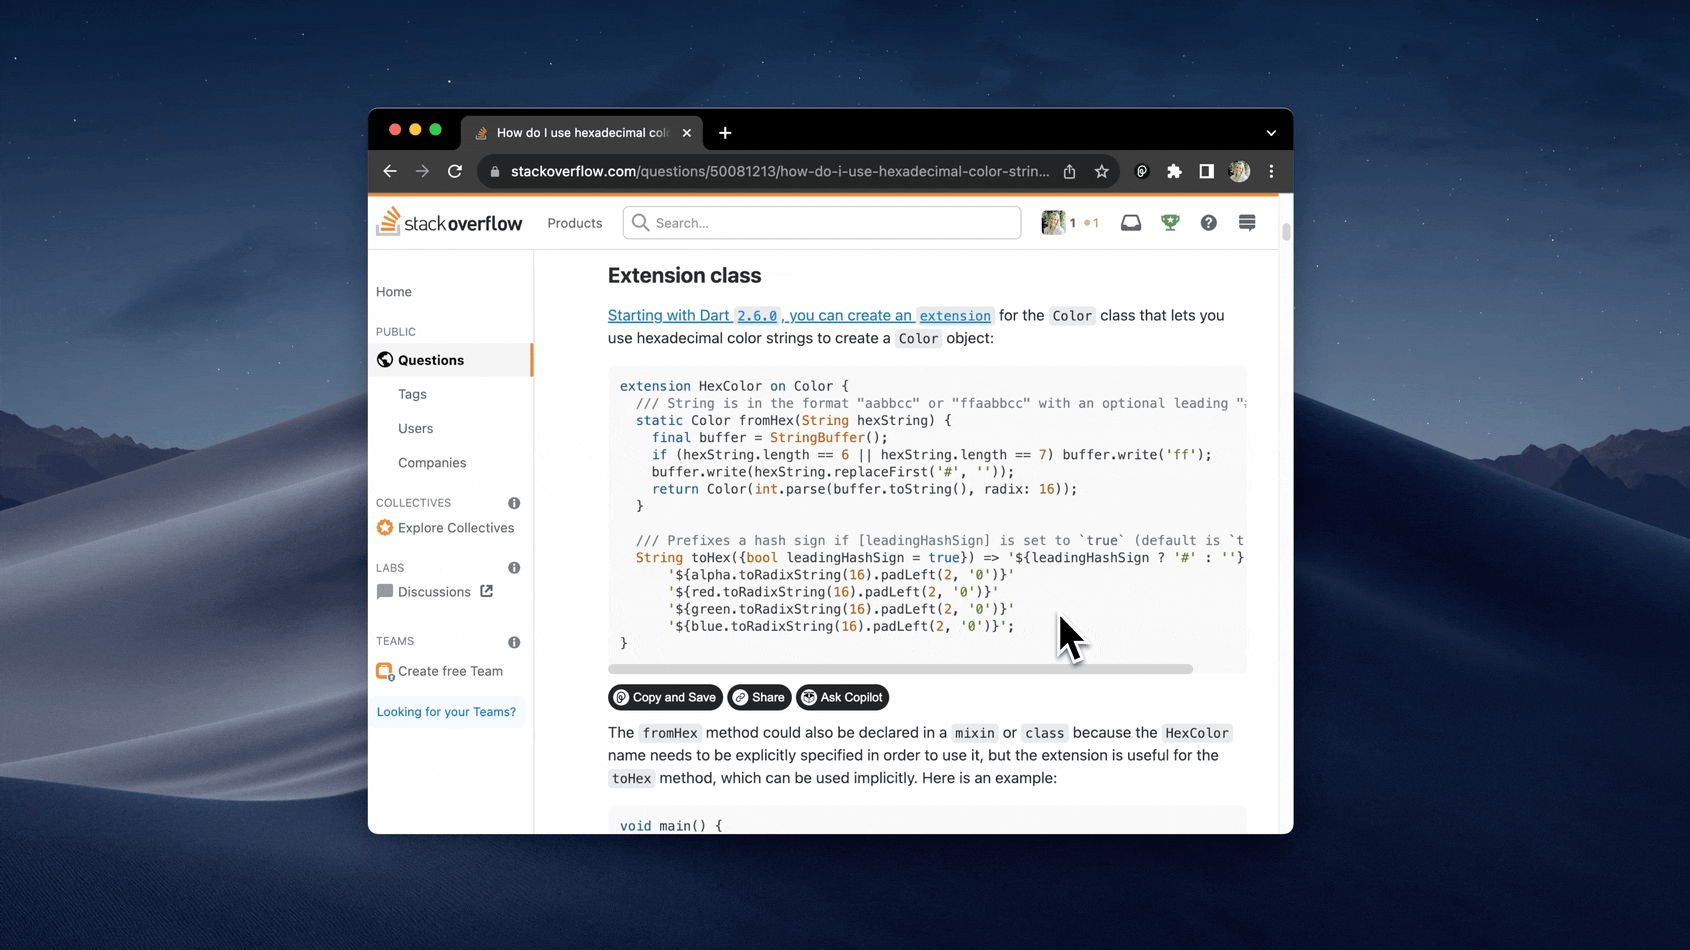 How do I use hexadecimal col
stackoverflow.com/questions/50081213/how-do-i-use-hexadecimal-color-strin...
stackoverflow
Products
Search...
1 1
Home
PUBLIC
Questions
Tags
Users
Companies
COLLECTIVES
Explore Collectives
LABS
Discussions
TEAMS
Create free Team
Looking for your Teams?
Extension class
Starting with Dart 2.6.0, you can create an extension for the Color class that lets you
use hexadecimal color strings to create a Color object:
extension HexColor on Color {
/// String is in the format "aabbcc" or "ffaabbcc" with an optional leading "#
static Color fromHex(String hexString) {
final buffer = StringBuffer();
if (hexString.length == 6 || hexString.length == 7) buffer.write('ff');
buffer.write(hexString.replaceFirst('#', ''));
return Color(int.parse(buffer.toString(), radix: 16));
}
/// Prefixes a hash sign if [leadingHashSign] is set to `true` (default is `t
String toHex({bool leadingHashSign = true}) => '${leadingHashSign ? '#' : ''}
'${alpha.toRadixString(16).padLeft(2, '0')}'
'${red.toRadixString(16).padLeft(2, '0')}'
'${green.toRadixString(16).padLeft(2, '0')}'
'${blue.toRadixString(16).padLeft(2, '0')}';
}
Copy and Save
Share
Ask Copilot
The fromHex method could also be declared in a mixin or class because the HexColor
name needs to be explicitly specified in order to use it, but the extension is useful for the
toHex method, which can be used implicitly. Here is an example:
void main() {